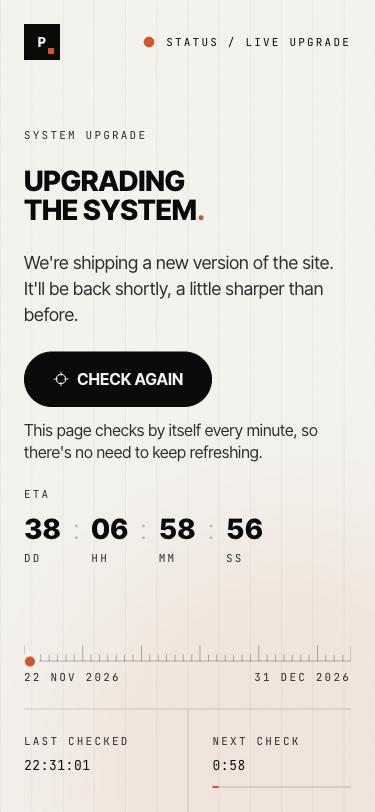 P
STATUS / LIVE UPGRADE
SYSTEM UPGRADE
UPGRADING
THE SYSTEM.
We're shipping a new version of the site.
It'll be back shortly, a little sharper than
before.
CHECK AGAIN
This page checks by itself every minute, so
there's no need to keep refreshing.
ETA
38 : 06 : 58 : 56
DD HH MM SS
22 NOV 2026 31 DEC 2026
LAST CHECKED NEXT CHECK
22:31:01 0:58